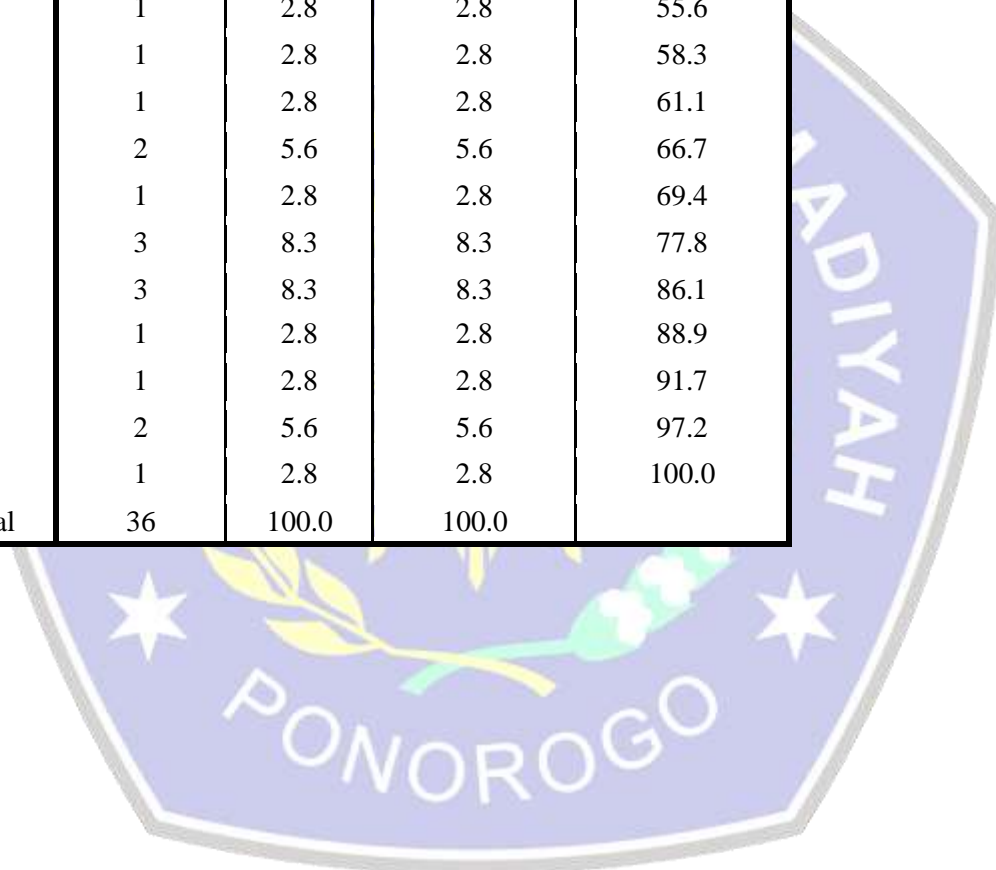 1 2.8 2.8 55.6
1 2.8 2.8 58.3
1 2.8 2.8 61.1
2 5.6 5.6 66.7
1 2.8 2.8 69.4
3 8.3 8.3 77.8
3 8.3 8.3 86.1
1 2.8 2.8 88.9
1 2.8 2.8 91.7
2 5.6 5.6 97.2
1 2.8 2.8 100.0
al 36 100.0 100.0
ADIYAH
PONOROGO